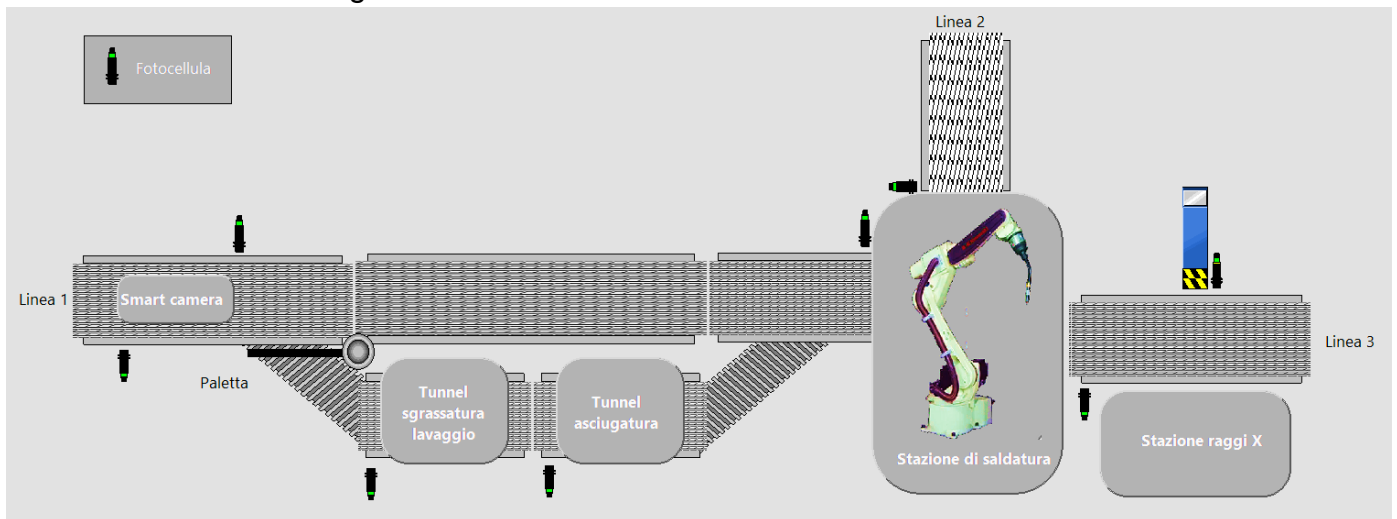 Linea 2
Fotocellula
Linea 1
Smart camera
Linea 3
Paletta
Tunnel
sgrassatura
lavaggio
Tunnel
asciugatura
Stazione di saldatura
Stazione raggi X